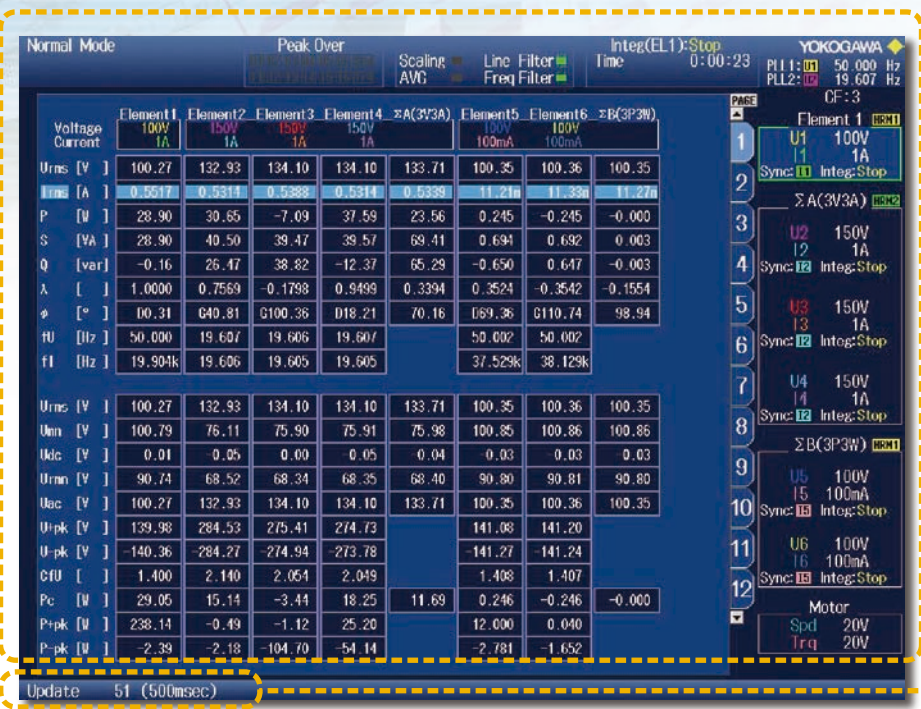 Normal Mode Peak Over Integ(EL1):Stop YOKOGAWA
Scaling Line Filter Time 0:00:23 PLL1:U1 50.000 Hz
AVG Freq Filter PLL2:U2 19.607 Hz
CF:3
Element1 Element2 Element3 Element4 ΣA(3V3A) Element5 Element6 ΣB(3P3W) PAGE
Voltage 100V 150V 150V 150V 100V 100V
Current 1A 1A 1A 1A 100mA 100mA
Urms [V ] 100.27 132.93 134.10 134.10 133.71 100.35 100.36 100.35
Irms [A ] 0.5517 0.5314 0.5388 0.5314 0.5339 11.21m 11.33m 11.27m
P [W ] 28.90 30.65 -7.09 37.59 23.56 0.245 -0.245 -0.000
S [VA ] 28.90 40.50 39.47 39.57 69.41 0.694 0.692 0.003
Q [var] -0.16 26.47 38.82 -12.37 65.29 -0.650 0.647 -0.003
λ [ ] 1.0000 0.7569 -0.1798 0.9499 0.3394 0.3524 -0.3542 -0.1554
φ [° ] D0.31 G40.81 G100.36 D18.21 70.16 D69.36 G110.74 98.94
fU [Hz ] 50.000 19.607 19.606 19.607 50.002 50.002
fI [Hz ] 19.904k 19.606 19.605 19.605 37.529k 38.129k
Urms [V ] 100.27 132.93 134.10 134.10 133.71 100.35 100.36 100.35
Umn [V ] 100.79 76.11 75.90 75.91 75.98 100.85 100.86 100.86
Udc [V ] 0.01 -0.05 0.00 -0.05 -0.04 -0.03 -0.03 -0.03
Urmn [V ] 90.74 68.52 68.34 68.35 68.40 90.80 90.81 90.80
Uac [V ] 100.27 132.93 134.10 134.10 133.71 100.35 100.36 100.35
U+pk [V ] 139.98 284.53 275.41 274.73 141.08 141.20
U-pk [V ] -140.36 -284.27 -274.94 -273.78 -141.27 -141.24
CfU [ ] 1.400 2.140 2.054 2.049 1.408 1.407
Pc [W ] 29.05 15.14 -3.44 18.25 11.69 0.246 -0.246 -0.000
P+pk [W ] 238.14 -0.49 -1.12 25.20 12.000 0.040
P-pk [W ] -2.39 -2.18 -104.70 -54.14 -2.781 -1.652
1
2
3
4
5
6
7
8
9
10
11
12
Element 1 HRM1
U1 100V
I1 1A
Sync: Integ:Stop
ΣA(3V3A) HRM2
U2 150V
I2 1A
Sync:I2 Integ:Stop
U3 150V
I3 1A
Sync:I2 Integ:Stop
U4 150V
I4 1A
Sync:I2 Integ:Stop
ΣB(3P3W) HRM1
U5 100V
I5 100mA
Sync:I5 Integ:Stop
U6 100V
I6 100mA
Sync:I5 Integ:Stop
Motor
Spd 20V
Trq 20V
Update 51 (500msec)